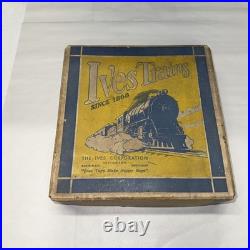 Ives Trains
SINCE 1868
THE IVES CORPORATION
"Ives Toys Make Happy Boys"